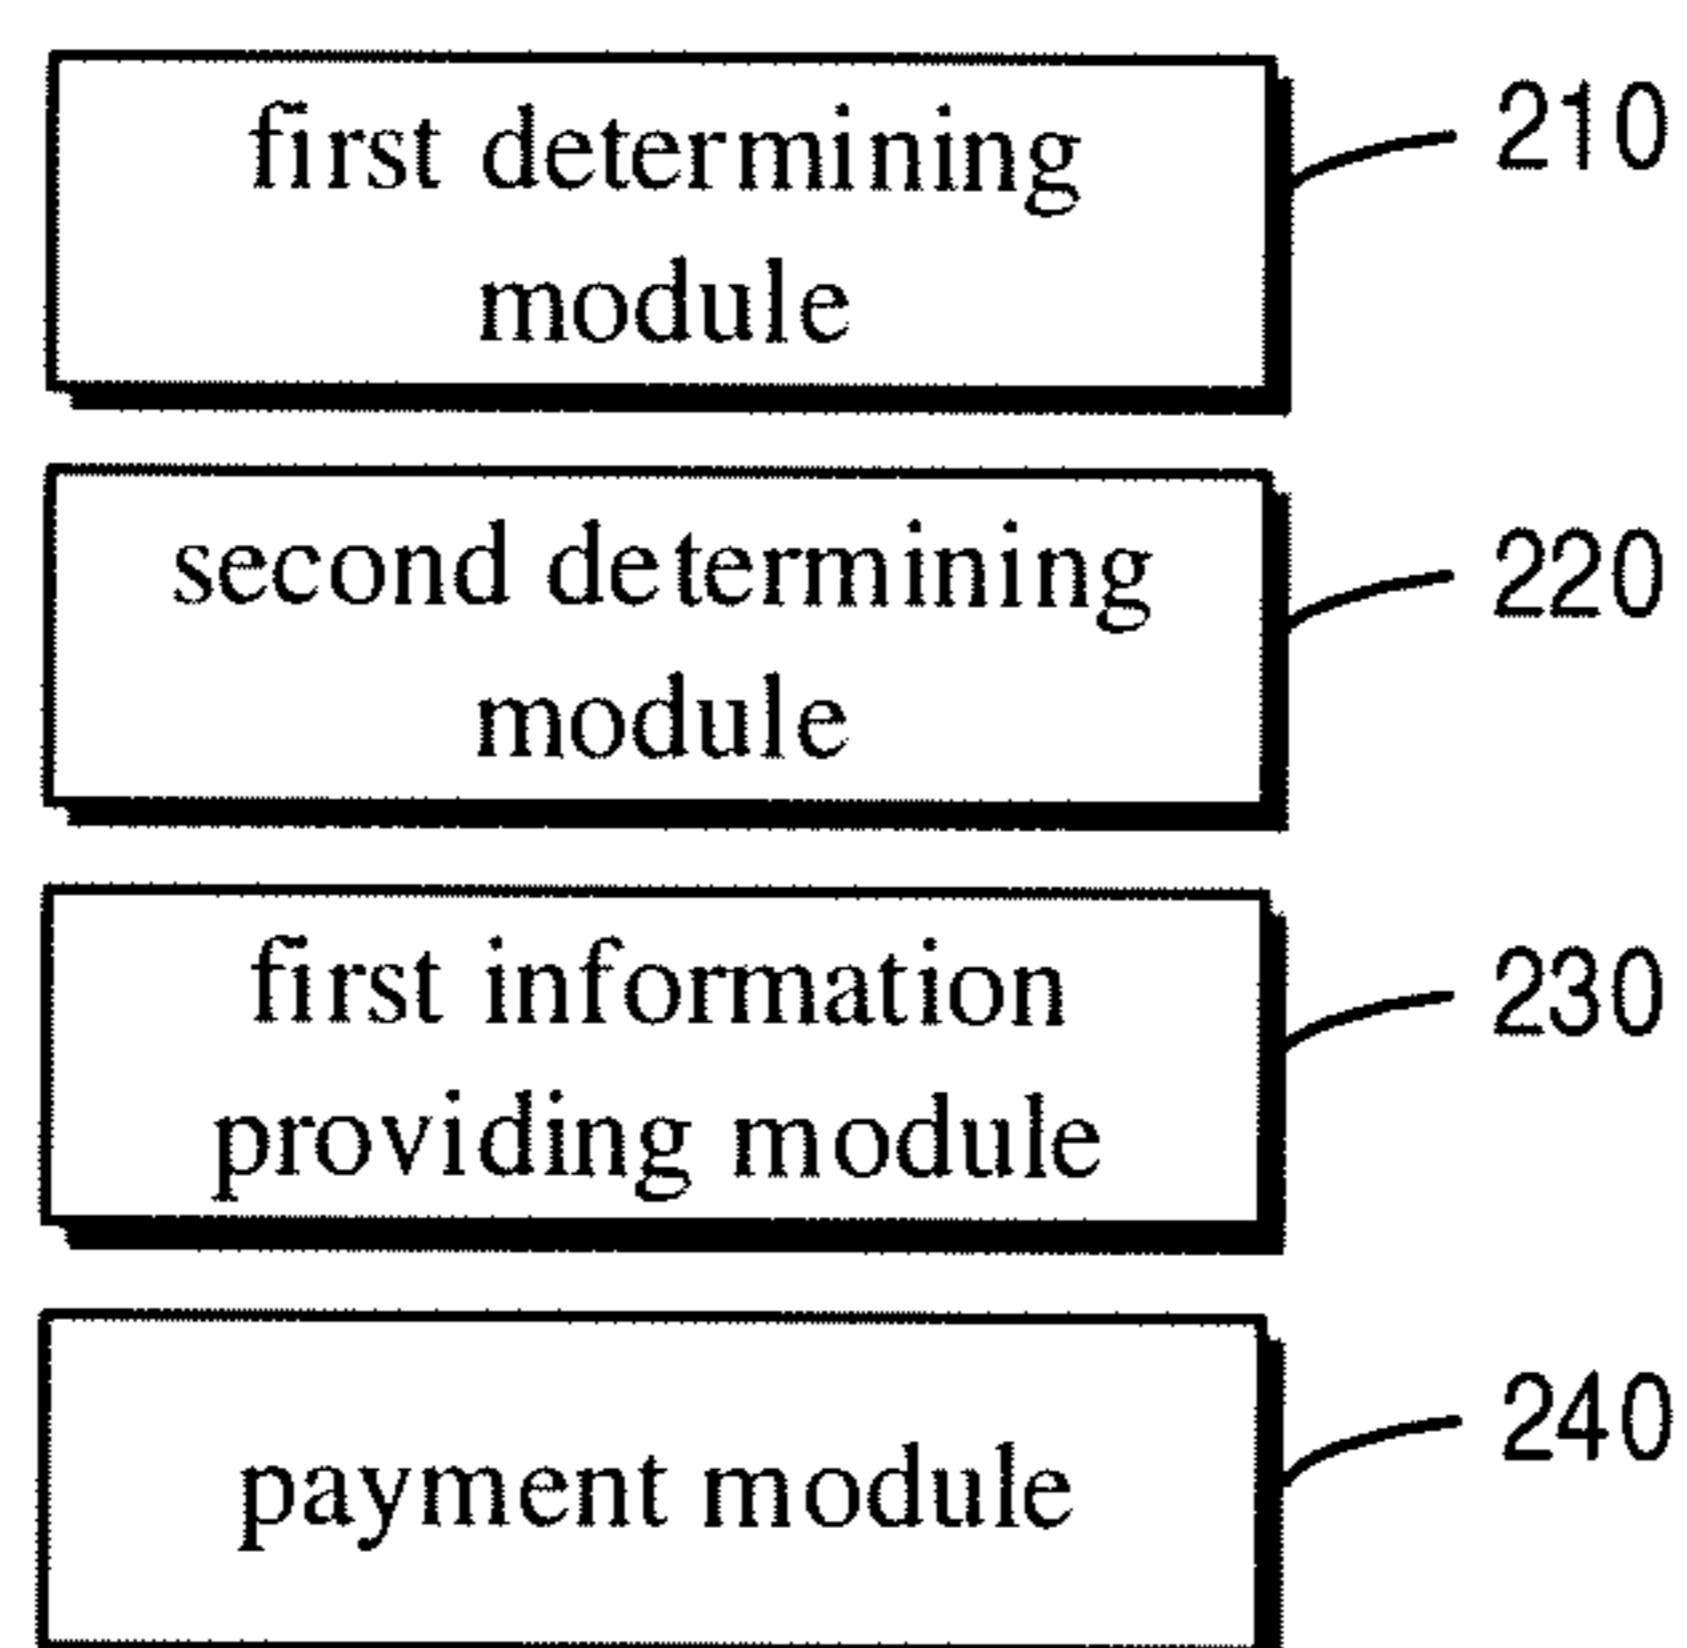 first determining
module
210
second determining
module
220
first information
providing module
230
payment module
240